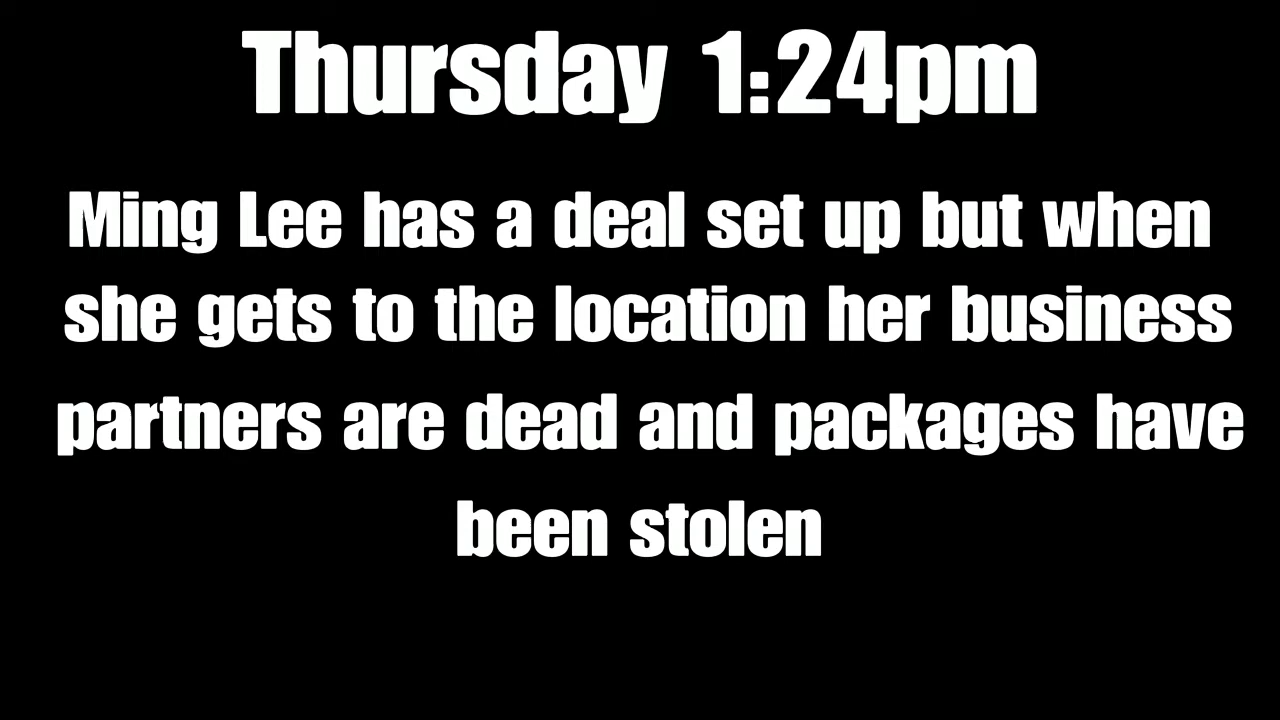 Thursday 1:24pm
Ming Lee has a deal set up but when
she gets to the location her business
partners are dead and packages have
been stolen